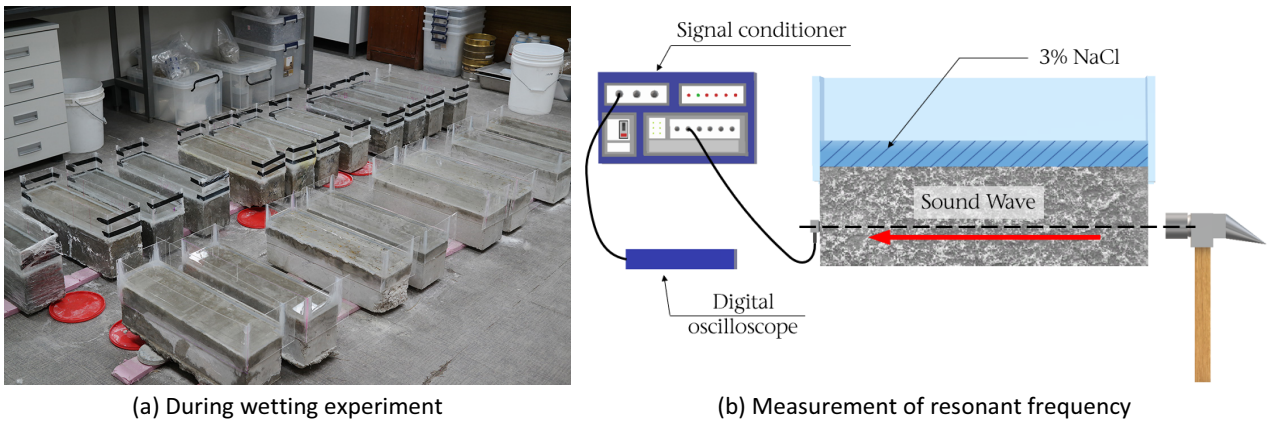 Signal conditioner
3% NaCl
Sound Wave
Digital
oscilloscope
(a) During wetting experiment
(b) Measurement of resonant frequency